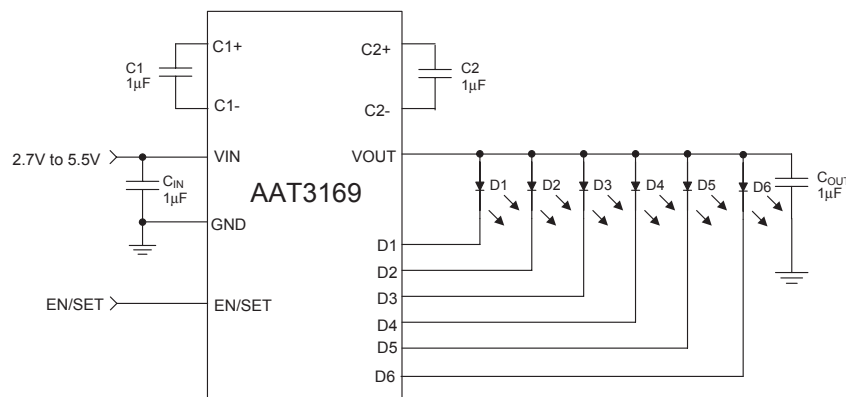 C1+
C2+
C1
1µF
C2
1µF
C1-
C2-
2.7V to 5.5V
VIN
VOUT
CIN
1µF
AAT3169
D1
D2
D3
D4
D5
D6
COUT
1µF
GND
D1
D2
EN/SET
EN/SET
D3
D4
D5
D6